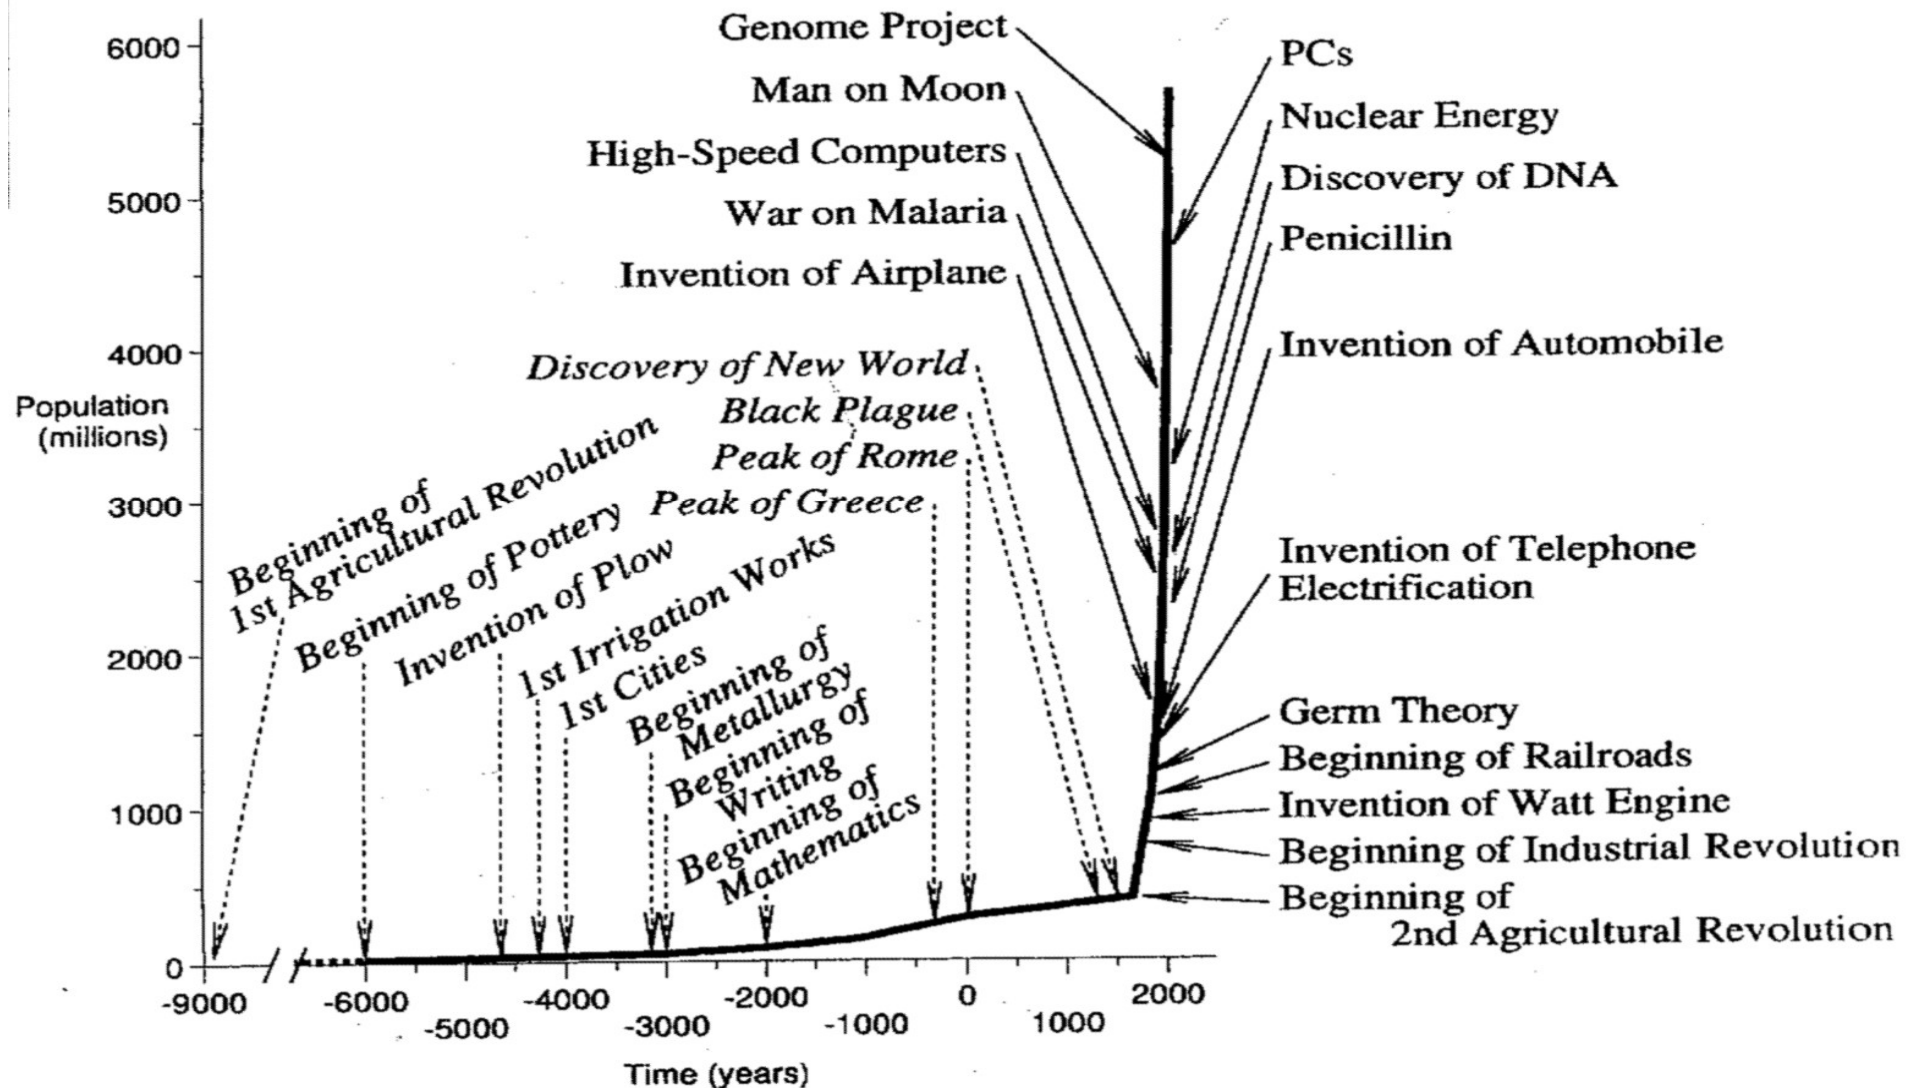 Genome Project
Man on Moon
High-Speed Computers
War on Malaria
Invention of Airplane
Discovery of New World
Black Plague
Peak of Rome
Peak of Greece
Beginning of
1st Agricultural Revolution
Beginning of Pottery
Invention of Plow
1st Irrigation Works
1st Cities
Beginning of
Metallurgy
Beginning of
Writing
Beginning of
Mathematics
PCs
Nuclear Energy
Discovery of DNA
Penicillin
Invention of Automobile
Invention of Telephone
Electrification
Germ Theory
Beginning of Railroads
Invention of Watt Engine
Beginning of Industrial Revolution
Beginning of
2nd Agricultural Revolution
Population
(millions)
6000
5000
4000
3000
2000
1000
0
-9000 -6000 -4000 -2000 0 2000
-5000 -3000 -1000 1000
Time (years)